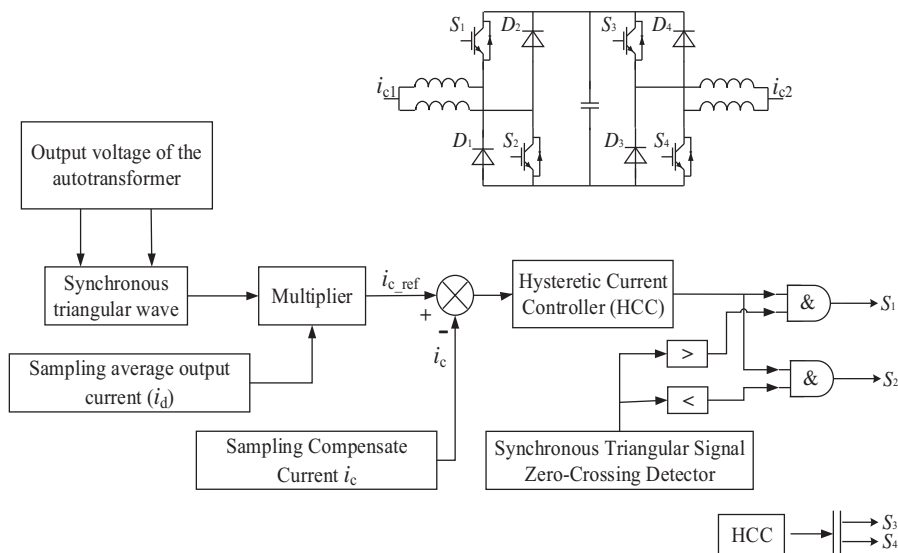 S1
D2
S3
D4
ic1
ic2
D1
S2
D3
S4
Output voltage of the
autotransformer
Synchronous
triangular wave
Multiplier
ic_ref
+
-
ic
Hysteretic Current
Controller (HCC)
&
S1
>
&
S2
<
Sampling average output
current (id)
Sampling Compensate
Current ic
Synchronous Triangular Signal
Zero-Crossing Detector
HCC
S3
S4